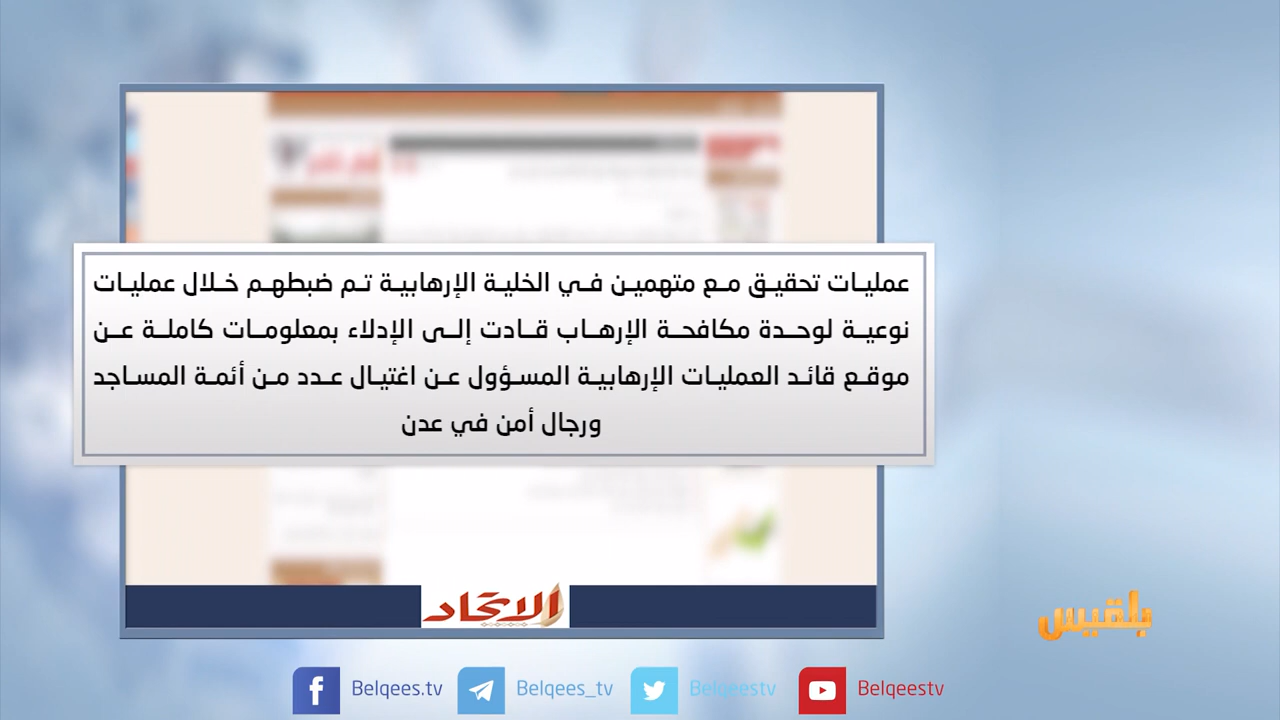 عمليات تحقيق مع متهمين في الخلية الإرهابية تم ضبطهم خلال عمليات
نوعية لوحدة مكافحة الإرهاب قادت إلى الإدلاء بمعلومات كاملة عن
موقع قائد العمليات الإرهابية المسؤول عن اغتيال عدد من أئمة المساجد
ورجال أمن في عدن
الاتحاد
بلقيس
Belqees.tv
Belqees_tv
Belqeestv
Belqeestv